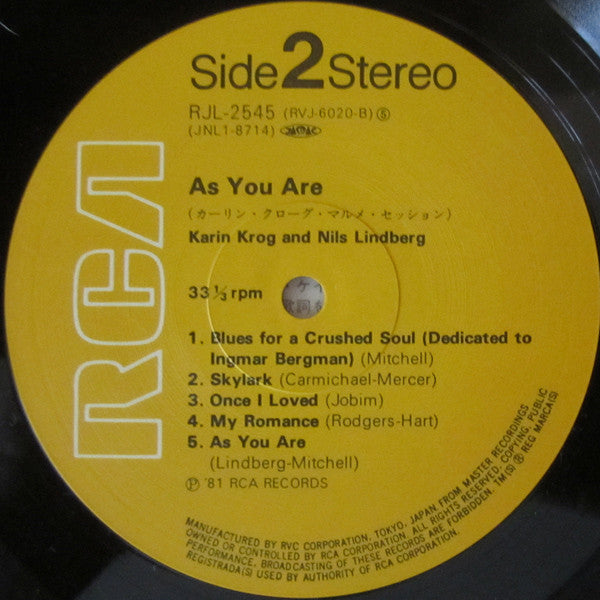 Side 2 Stereo
RJL-2545 (RVJ-6020-B) Ⓢ
(JNL1-8714)
As You Are
(カーリン・クローグ・マルメ・セッション)
Karin Krog and Nils Lindberg
33 ⅓ rpm
1. Blues for a Crushed Soul (Dedicated to
Ingmar Bergman) (Mitchell)
2. Skylark (Carmichael-Mercer)
3. Once I Loved (Jobim)
4. My Romance (Rodgers-Hart)
5. As You Are
(Lindberg-Mitchell)
℗ '81 RCA RECORDS
RCA
MANUFACTURED BY RVC CORPORATION, TOKYO, JAPAN, FROM MASTER RECORDINGS
OWNED OR CONTROLLED BY RCA CORPORATION. ALL RIGHTS RESERVED. COPYING, PUBLIC
PERFORMANCE, BROADCASTING OF THESE RECORDS ARE FORBIDDEN. TM(S) ® REG MARCA(S)
REGISTRADA(S) USED BY AUTHORITY OF RCA CORPORATION.